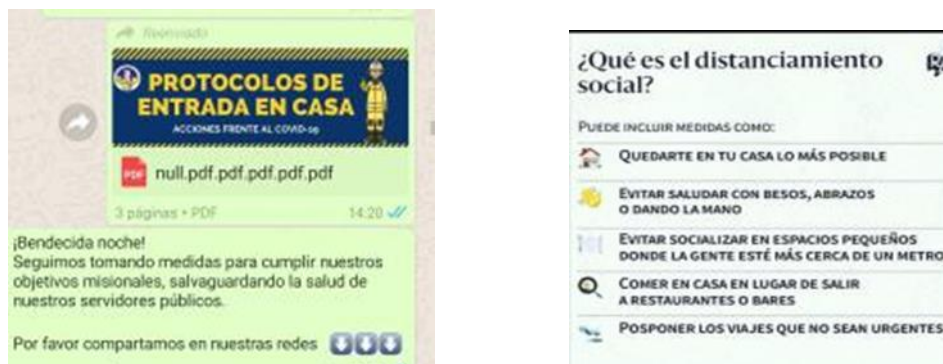 Reenviado
PROTOCOLOS DE
ENTRADA EN CASA
ACCIONES FRENTE AL COVID-19
PDF
null.pdf.pdf.pdf.pdf.pdf
3 páginas • PDF
14:20
¡Bendecida noche!
Seguimos tomando medidas para cumplir nuestros
objetivos misionales, salvaguardando la salud de
nuestros servidores públicos.
Por favor compartamos en nuestras redes
¿Qué es el distanciamiento
social?
PUEDE INCLUIR MEDIDAS COMO:
QUEDARTE EN TU CASA LO MÁS POSIBLE
EVITAR SALUDAR CON BESOS, ABRAZOS
O DANDO LA MANO
EVITAR SOCIALIZAR EN ESPACIOS PEQUEÑOS
DONDE LA GENTE ESTÉ MÁS CERCA DE UN METRO
COMER EN CASA EN LUGAR DE SALIR
A RESTAURANTES O BARES
POSPONER LOS VIAJES QUE NO SEAN URGENTES